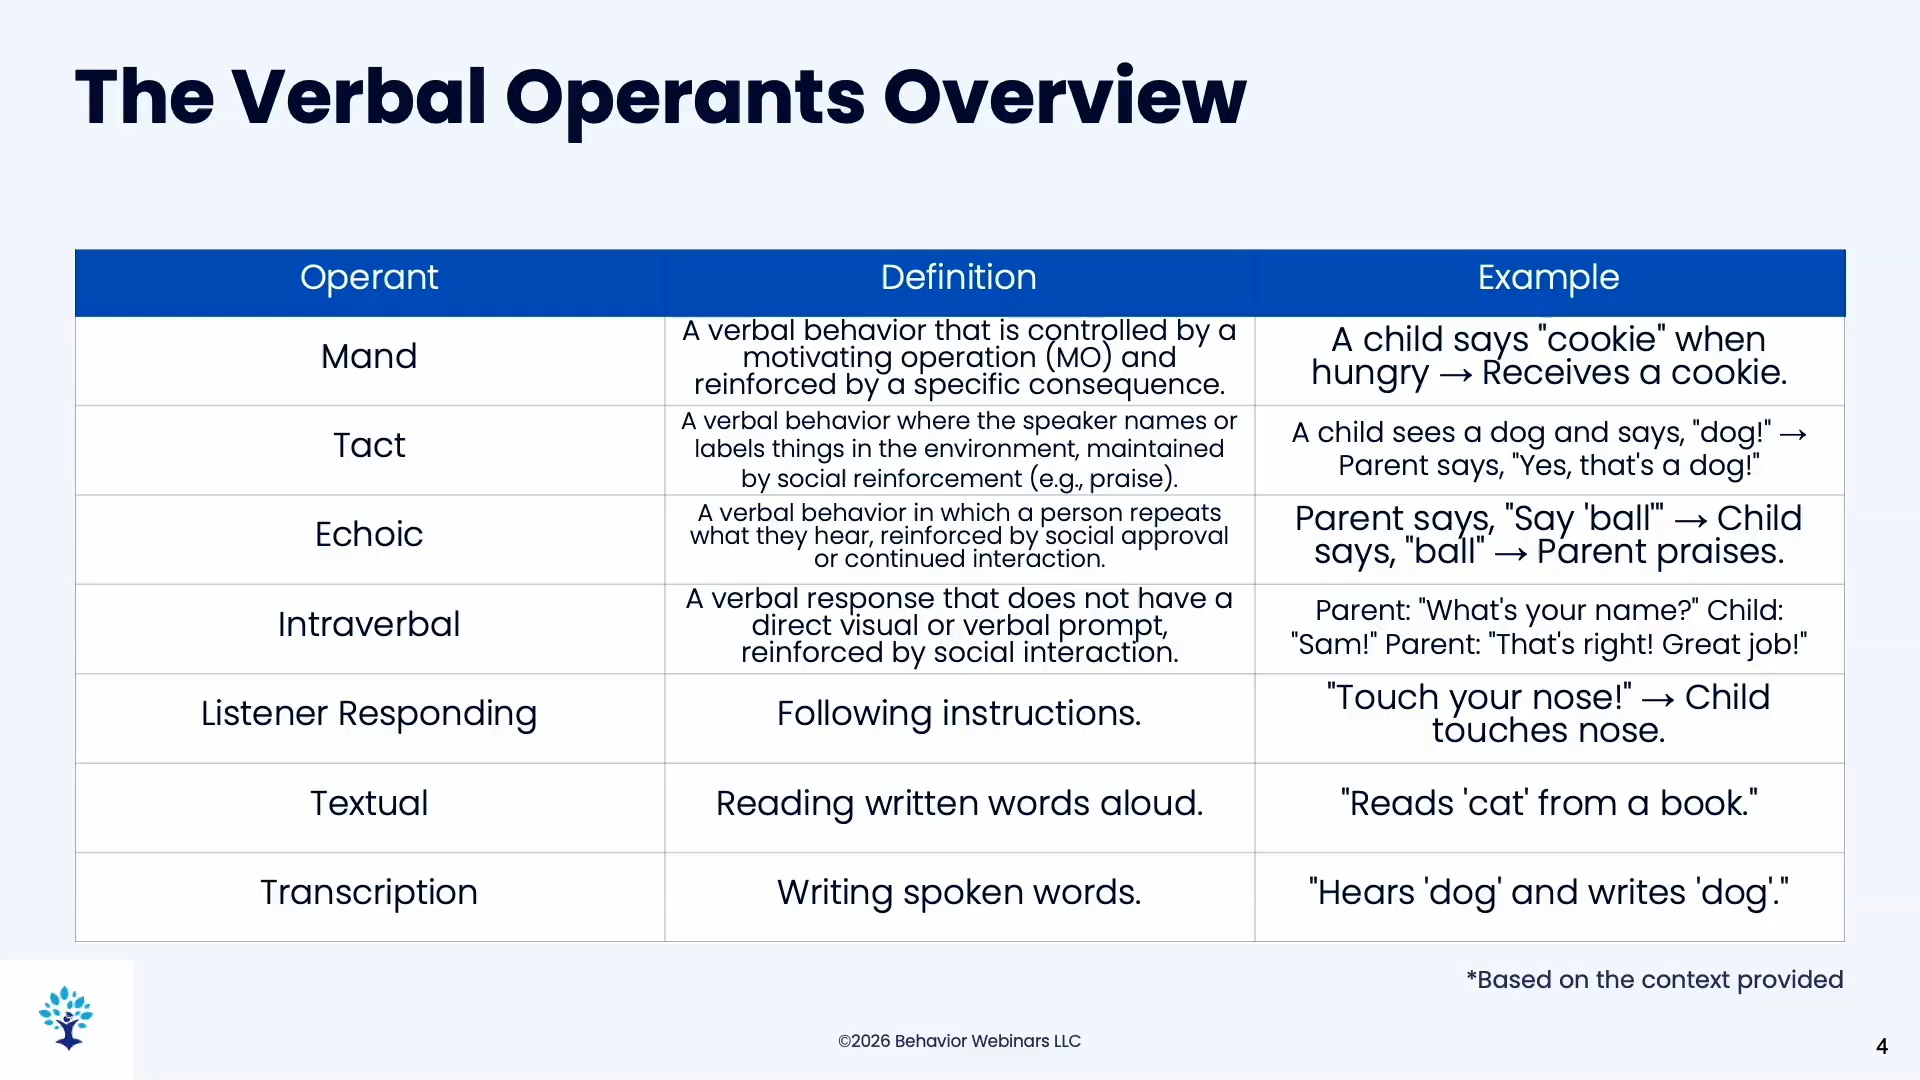 The Verbal Operants Overview
Operant
Definition
Example
Mand
A verbal behavior that is controlled by a
motivating operation (MO) and
reinforced by a specific consequence.
A child says "cookie" when
hungry → Receives a cookie.
Tact
A verbal behavior where the speaker names or
labels things in the environment, maintained
by social reinforcement (e.g., praise).
A child sees a dog and says, "dog!" →
Parent says, "Yes, that's a dog!"
Echoic
A verbal behavior in which a person repeats
what they hear, reinforced by social approval
or continued interaction.
Parent says, "Say 'ball'" → Child
says, "ball" → Parent praises.
Intraverbal
A verbal response that does not have a
direct visual or verbal prompt,
reinforced by social interaction.
Parent: "What's your name?" Child:
"Sam!" Parent: "That's right! Great job!"
Listener Responding
Following instructions.
"Touch your nose!" → Child
touches nose.
Textual
Reading written words aloud.
"Reads 'cat' from a book."
Transcription
Writing spoken words.
"Hears 'dog' and writes 'dog'."
*Based on the context provided
©2026 Behavior Webinars LLC
4